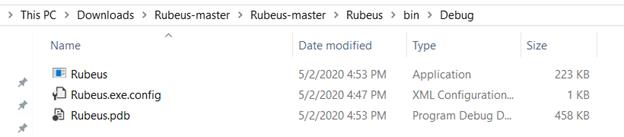 This PC > Downloads > Rubeus-master > Rubeus-master > Rubeus > bin > Debug
Name Date modified Type Size
Rubeus 5/2/2020 4:53 PM Application 223 KB
Rubeus.exe.config 5/2/2020 4:47 PM XML Configuration... 1 KB
Rubeus.pdb 5/2/2020 4:53 PM Program Debug D... 458 KB